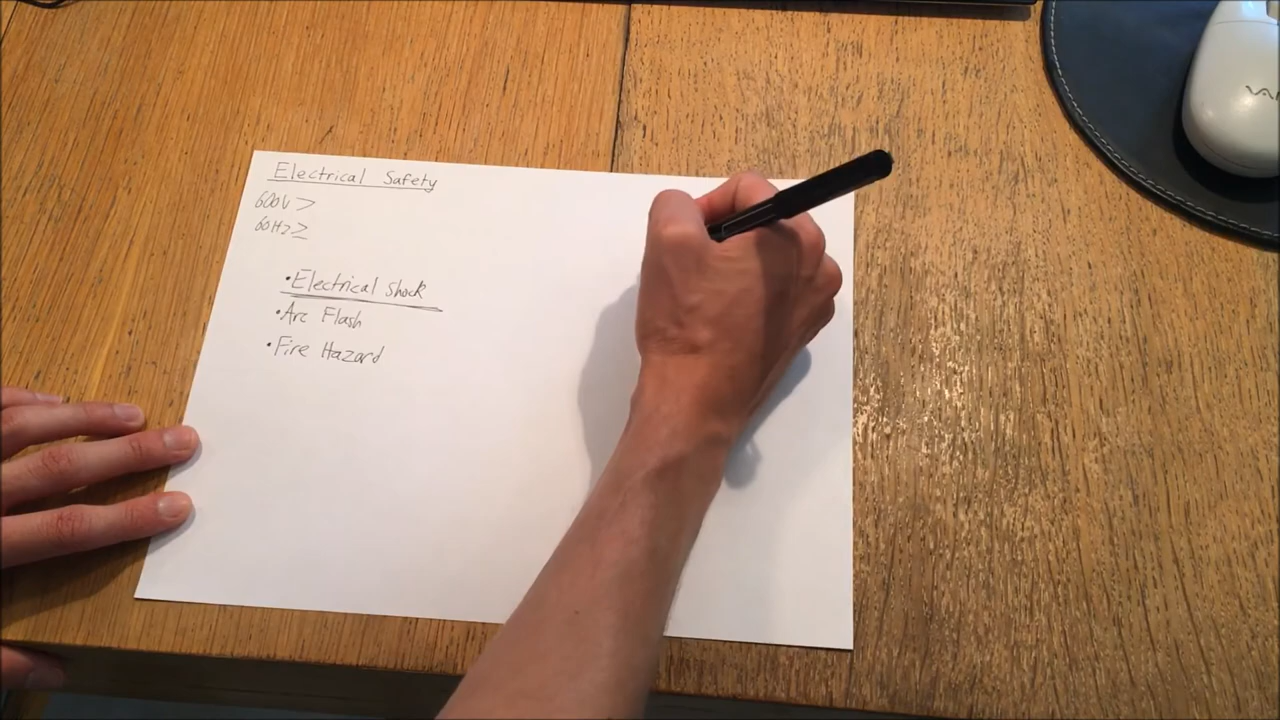 Electrical Safety
600V >
60Hz ≥
• Electrical Shock
• Arc Flash
• Fire Hazard